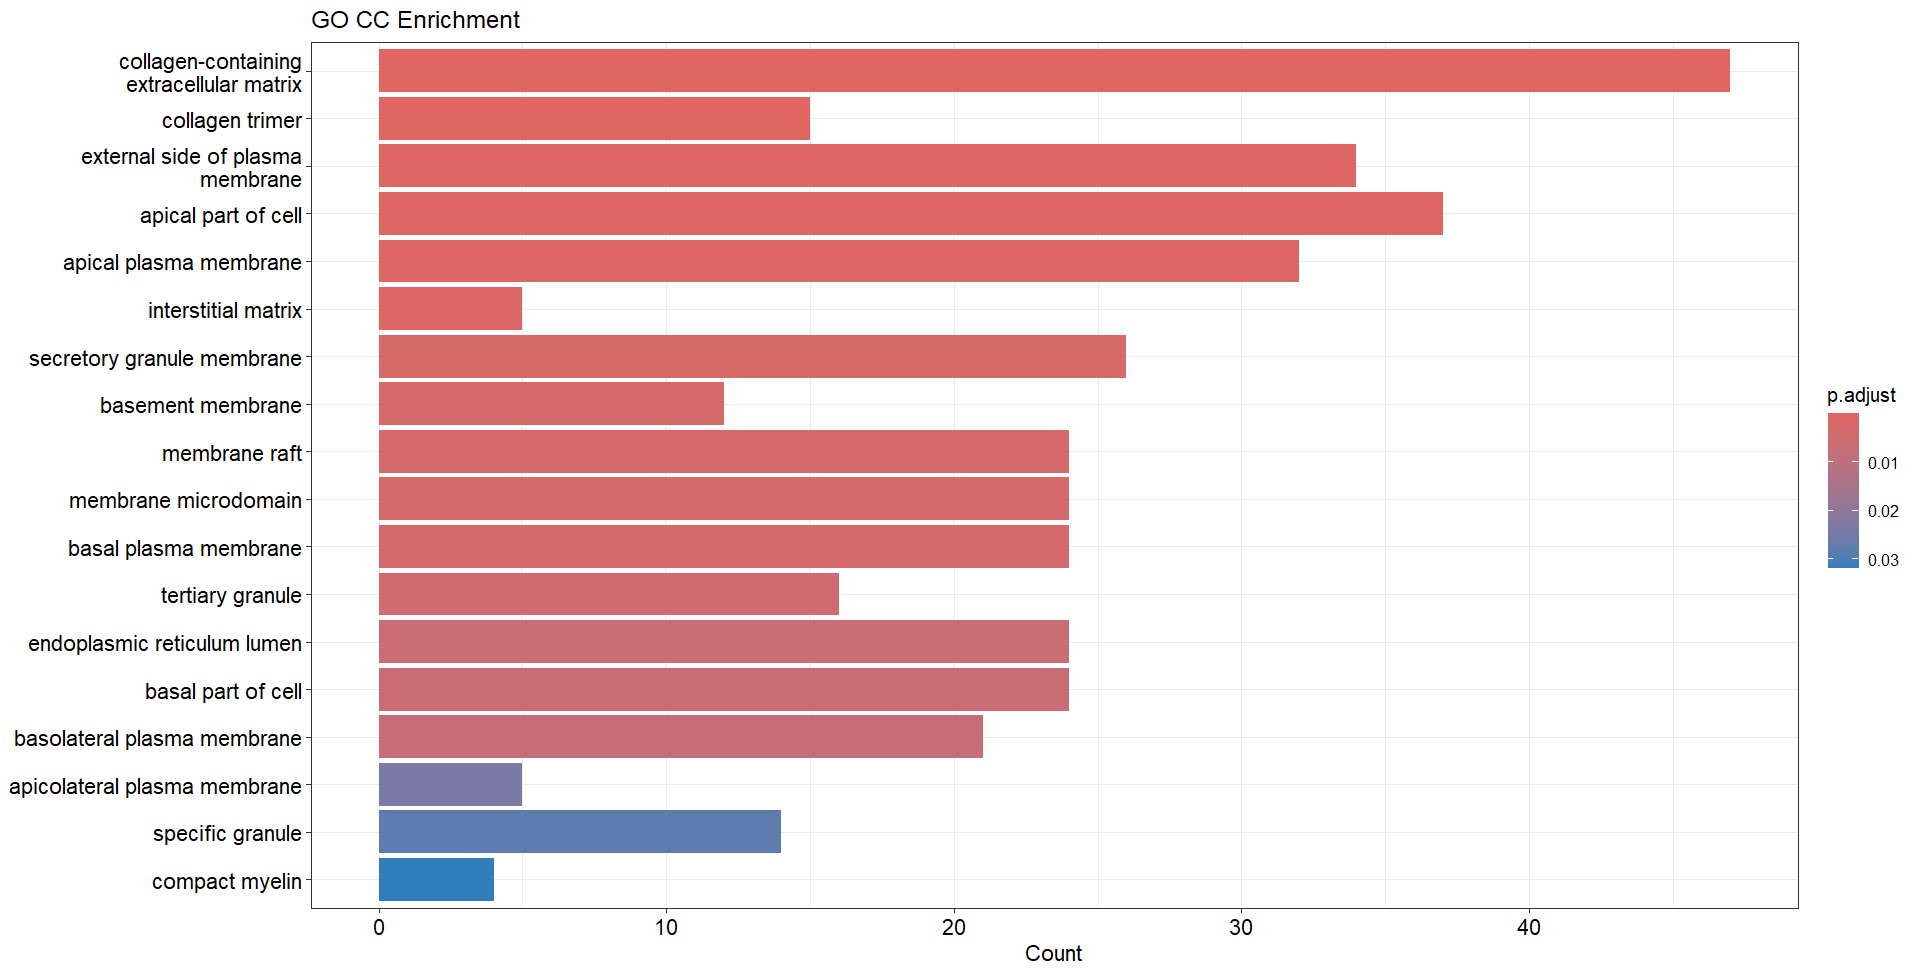 GO CC Enrichment
collagen-containing
extracellular matrix
collagen trimer
external side of plasma
membrane
apical part of cell
apical plasma membrane
interstitial matrix
secretory granule membrane
basement membrane
membrane raft
membrane microdomain
basal plasma membrane
tertiary granule
endoplasmic reticulum lumen
basal part of cell
basolateral plasma membrane
apicolateral plasma membrane
specific granule
compact myelin
0 10 20 30 40
Count
p.adjust
0.01
0.02
0.03